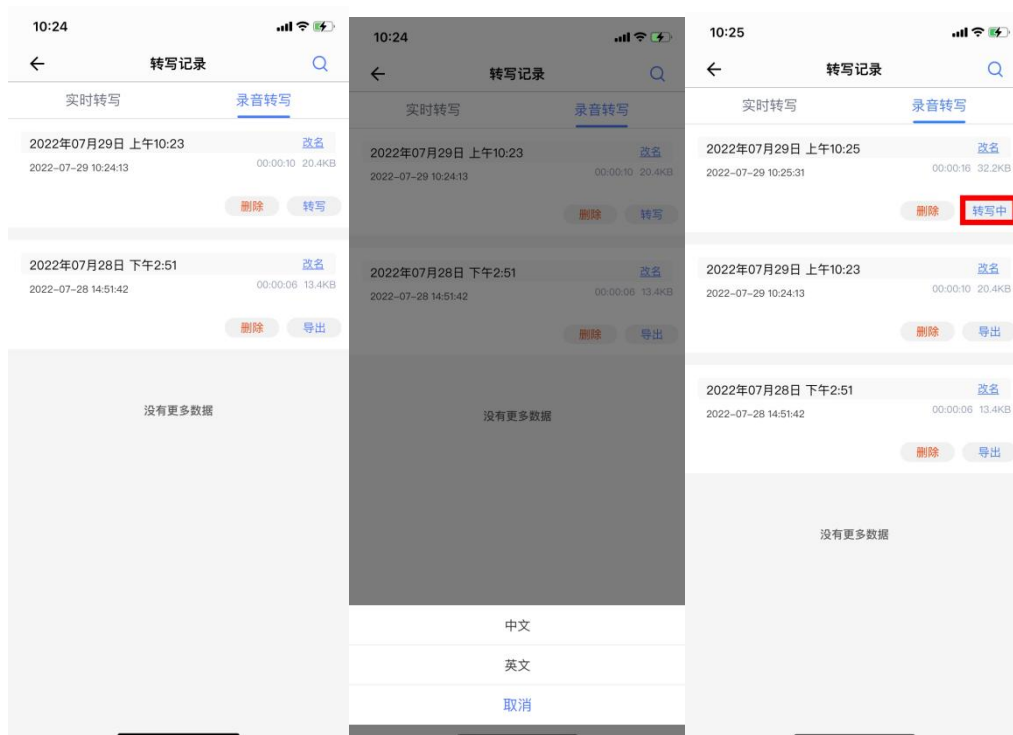 10:24
转写记录
实时转写 录音转写
2022年07月29日 上午10:23 改名
2022-07-29 10:24:13 00:00:10 20.4KB
删除 转写
2022年07月28日 下午2:51 改名
2022-07-28 14:51:42 00:00:06 13.4KB
删除 导出
没有更多数据
10:24
转写记录
实时转写 录音转写
2022年07月29日 上午10:23 改名
2022-07-29 10:24:13 00:00:10 20.4KB
删除 转写
2022年07月28日 下午2:51 改名
2022-07-28 14:51:42 00:00:06 13.4KB
删除 导出
没有更多数据
中文
英文
取消
10:25
转写记录
实时转写 录音转写
2022年07月29日 上午10:25 改名
2022-07-29 10:25:31 00:00:16 32.2KB
删除 转写中
2022年07月29日 上午10:23 改名
2022-07-29 10:24:13 00:00:10 20.4KB
删除 导出
2022年07月28日 下午2:51 改名
2022-07-28 14:51:42 00:00:06 13.4KB
删除 导出
没有更多数据